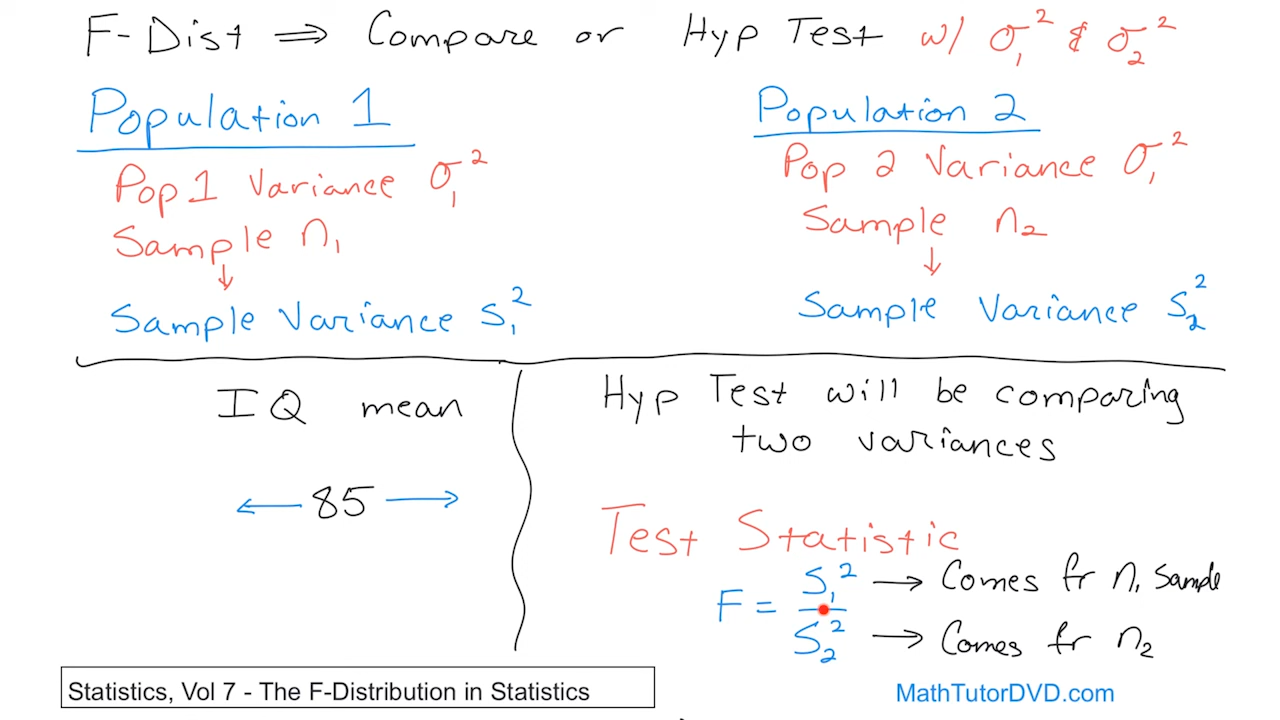 F-Dist ⇒ Compare or Hyp Test w/ σ₁² & σ₂²
Population 1
Pop 1 Variance σ₁²
Sample n₁
↓
Sample Variance s₁²
Population 2
Pop 2 Variance σ₁²
Sample n₂
↓
Sample Variance s₂²
IQ mean
← 85 →
Hyp Test will be comparing
two variances
Test Statistic
F = s₁² / s₂²
→ Comes fr n₁ Sample
→ Comes fr n₂
Statistics, Vol 7 - The F-Distribution in Statistics
MathTutorDVD.com